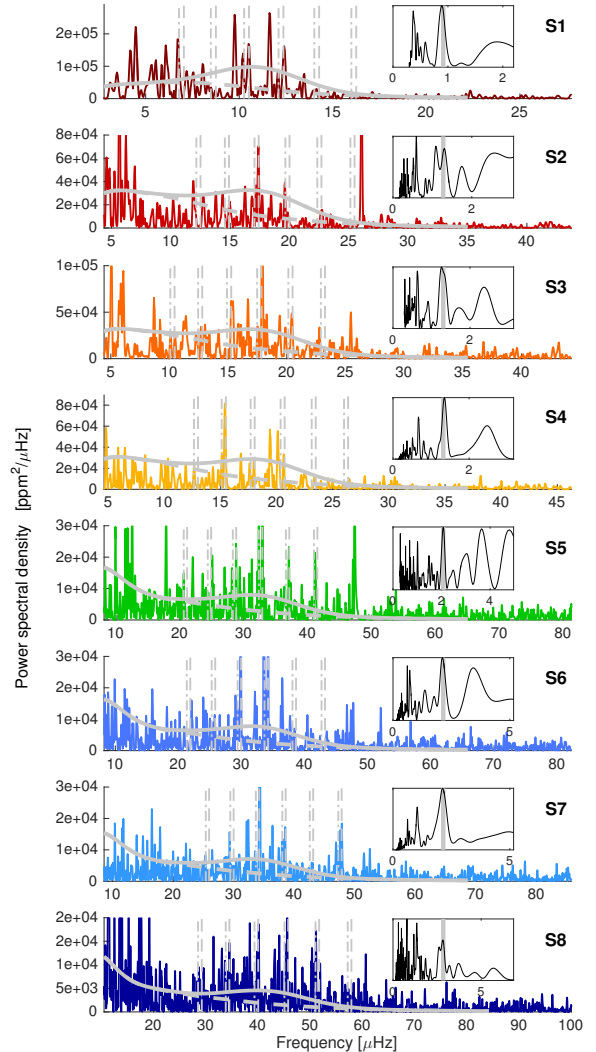 S1
2e+05
1e+05
0
5 10 15 20 25
0 1 2
S2
8e+04
6e+04
4e+04
2e+04
0
5 10 15 20 25 30 35 40
0 2
S3
1e+05
5e+04
0
5 10 15 20 25 30 35 40
0 2
S4
8e+04
6e+04
4e+04
2e+04
0
5 10 15 20 25 30 35 40 45
0 2
S5
3e+04
2e+04
1e+04
0
10 20 30 40 50 60 70 80
0 2 4
S6
3e+04
2e+04
1e+04
0
10 20 30 40 50 60 70 80
0 5
S7
3e+04
2e+04
1e+04
0
10 20 30 40 50 60 70 80
0 5
S8
2e+04
2e+04
1e+04
5e+03
0
20 30 40 50 60 70 80 90 100
0 5
Frequency [μHz]
Power spectral density [ppm²/μHz]